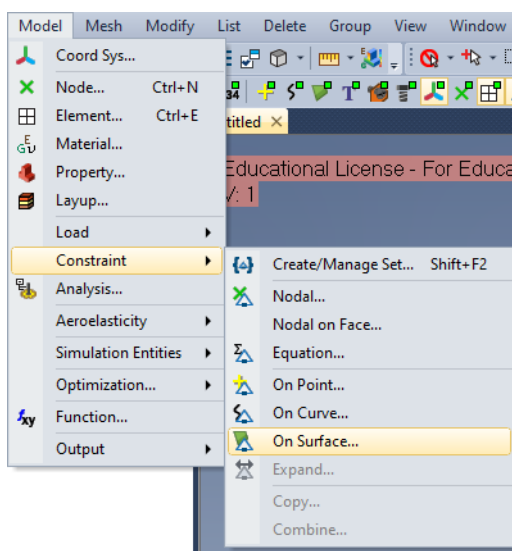 Model Mesh Modify List Delete Group View Window
Coord Sys...
Node... Ctrl+N
Element... Ctrl+E
Material...
Property...
Layup...
Load
Constraint
Analysis...
Aeroelasticity
Simulation Entities
Optimization...
Function...
Output
titled
Educational License - For Educa
V: 1
Create/Manage Set... Shift+F2
Nodal...
Nodal on Face...
Equation...
On Point...
On Curve...
On Surface...
Expand...
Copy...
Combine...